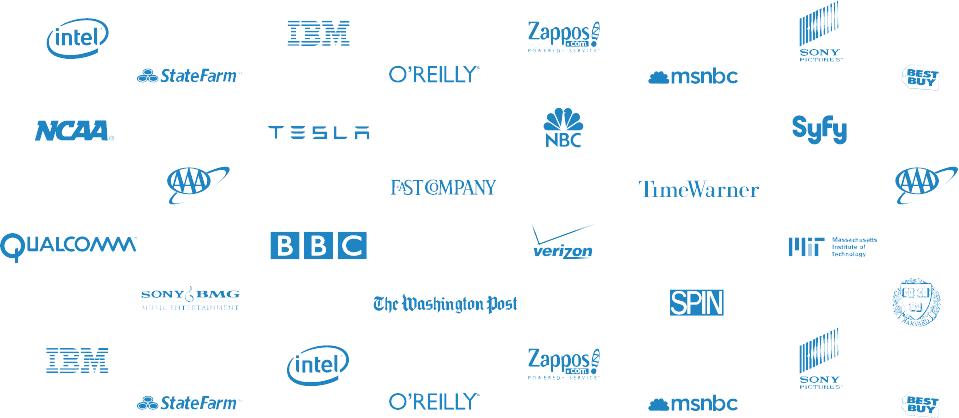 intel
IBM
Zappos!
.com
POWERED by SERVICE
SONY
PICTURES
StateFarm
O'REILLY
msnbc
BEST
BUY
NCAA
TESLA
NBC
Syfy
AAA
FAST COMPANY
TimeWarner
AAA
QUALCOMM
BBC
verizon
MIT
Massachusetts
Institute of
Technology
SONY BMG
MUSIC ENTERTAINMENT
The Washington Post
SPIN
HARVARD
IBM
intel
Zappos!
.com
POWERED by SERVICE
SONY
PICTURES
StateFarm
O'REILLY
msnbc
BEST
BUY